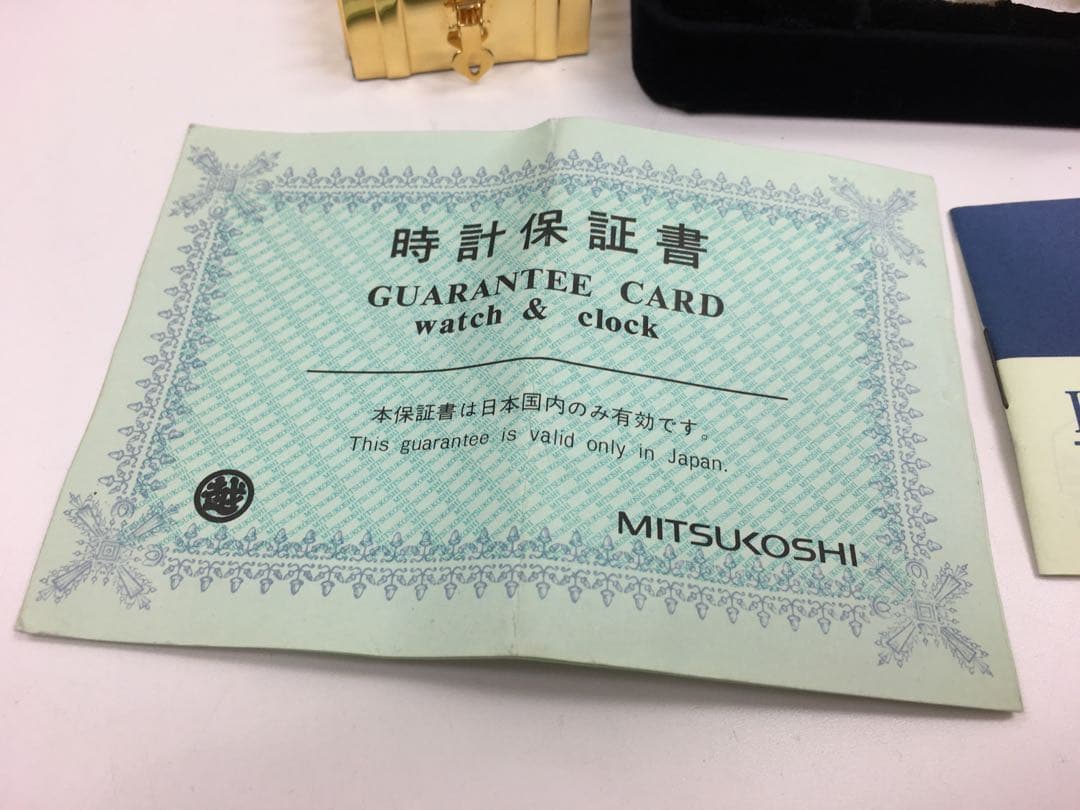 時計保証書
GUARANTEE CARD
watch & clock
本保証書は日本国内のみ有効です。
This guarantee is valid only in Japan.
越
MITSUKOSHI